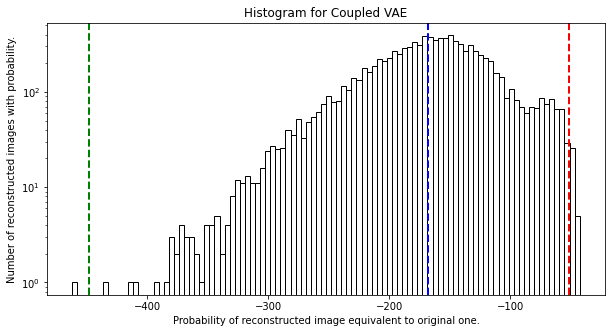 Histogram for Coupled VAE
Number of reconstructed images with probability.
10²
10¹
10⁰
−400
−300
−200
−100
Probability of reconstructed image equivalent to orginal one.